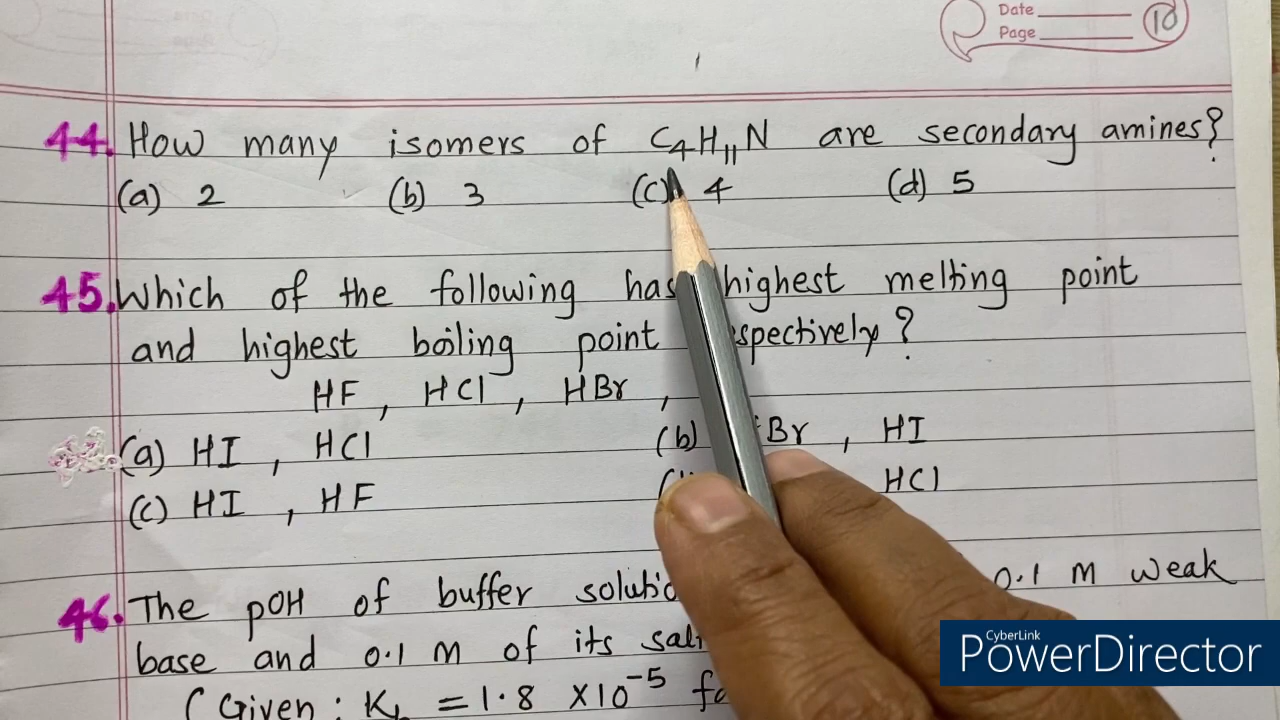 Date
Page 10
44. How many isomers of C₄H₁₁N are secondary amines?
(a) 2 (b) 3 (c) 4 (d) 5
45. Which of the following has highest melting point
and highest boiling point ? 
HF , HCl , HBr ,
(a) HI , HCl (b) , HI
(c) HI , HF HCl
46. The pOH of buffer 0.1 M weak
base and 0.1 M of its
(Given : = 1.8 × 10⁻⁵
CyberLink
PowerDirector